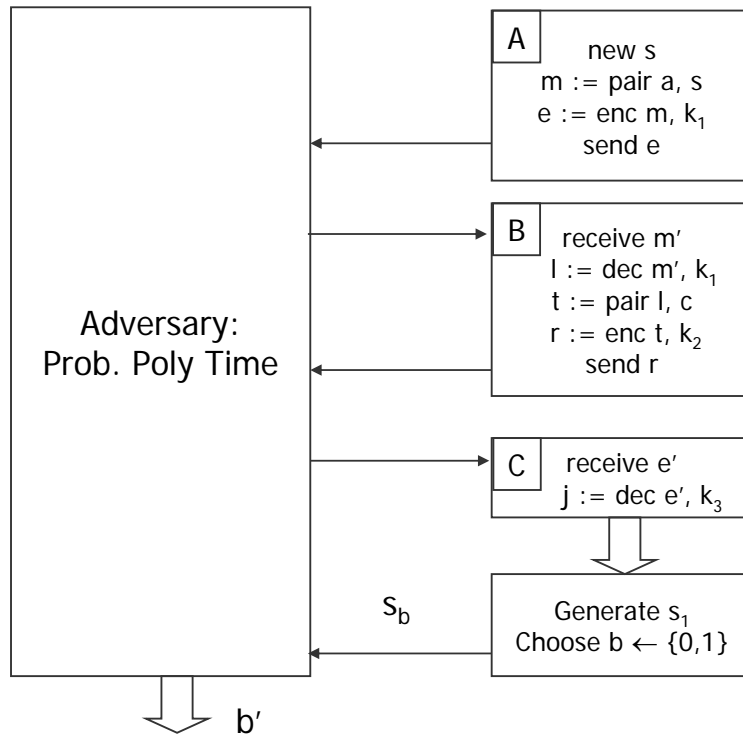 A
new s
m := pair a, s
e := enc m, k₁
send e
B
receive m’
l := dec m’, k₁
t := pair l, c
r := enc t, k₂
send r
Adversary:
Prob. Poly Time
C
receive e’
j := dec e’, k₃
s_b
Generate s₁
Choose b ← {0,1}
b’